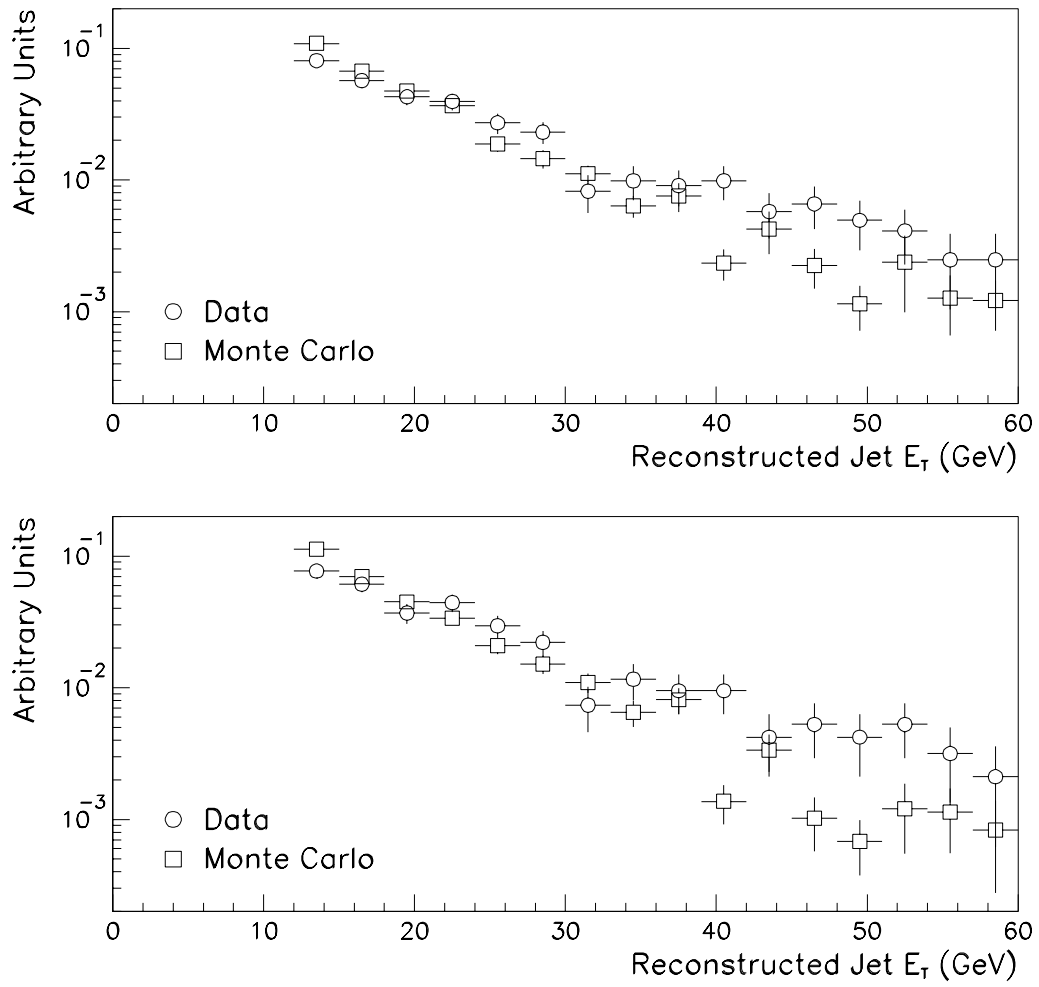 Arbitrary Units
10⁻¹
10⁻²
10⁻³
Data
Monte Carlo
0 10 20 30 40 50 60
Reconstructed Jet E_T (GeV)
Arbitrary Units
10⁻¹
10⁻²
10⁻³
Data
Monte Carlo
0 10 20 30 40 50 60
Reconstructed Jet E_T (GeV)